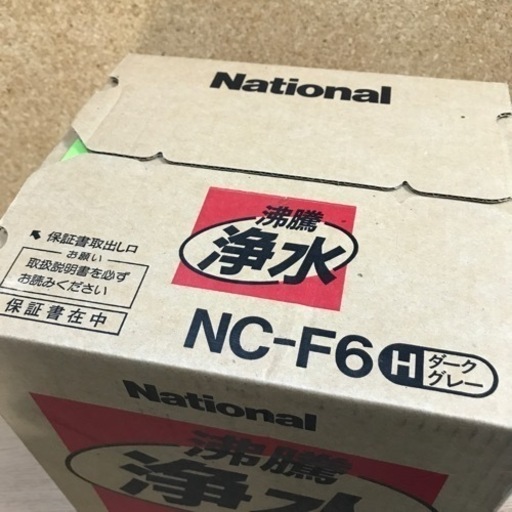 National
沸騰
浄水
保証書取出し口
お願い
取扱説明書を必ず
お読みください
保証書在中
NC-F6 H ダーク
グレー
National
沸騰
浄水